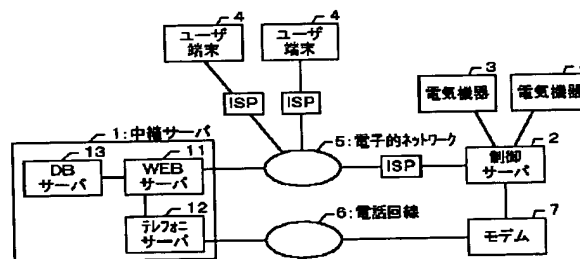 4
4
ユーザ
端末
ユーザ
端末
3
電気機器
電気機器
ISP
ISP
1:中継サーバ
13
DB
サーバ
11
WEB
サーバ
5:電子的ネットワーク
ISP
2
制御
サーバ
12
テレフォニ
サーバ
6:電話回線
7
モデム